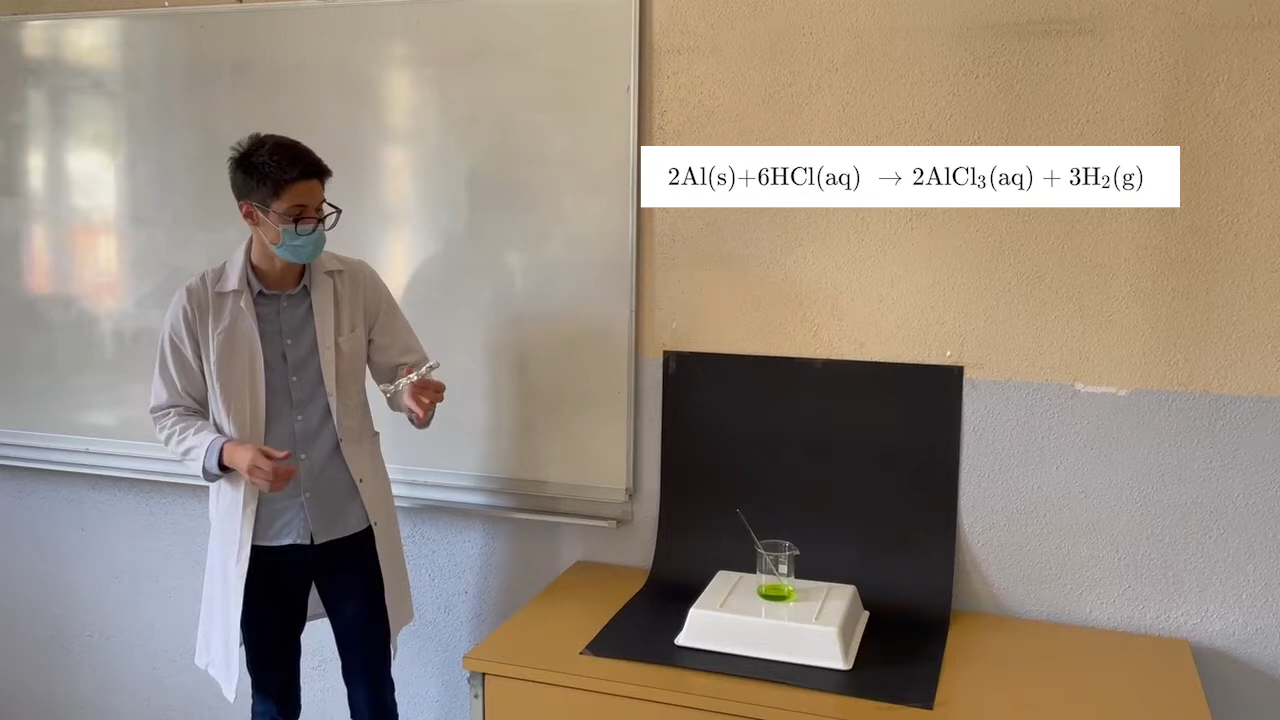 2Al(s)+6HCl(aq) → 2AlCl₃(aq) + 3H₂(g)